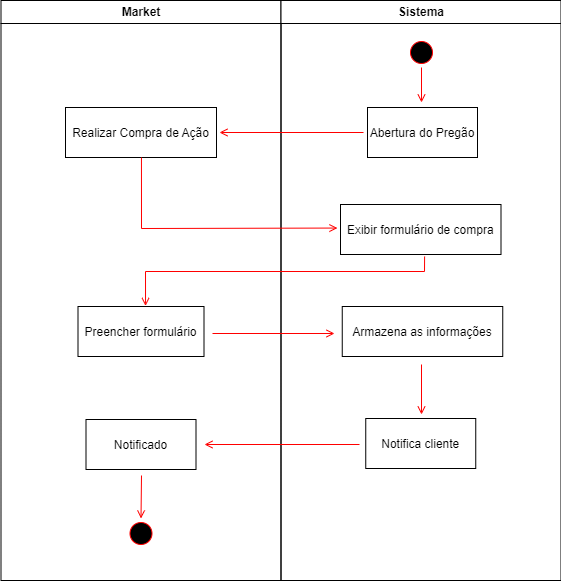 Market
Sistema
Realizar Compra de Ação
Abertura do Pregão
Exibir formulário de compra
Preencher formulário
Armazena as informações
Notificado
Notifica cliente